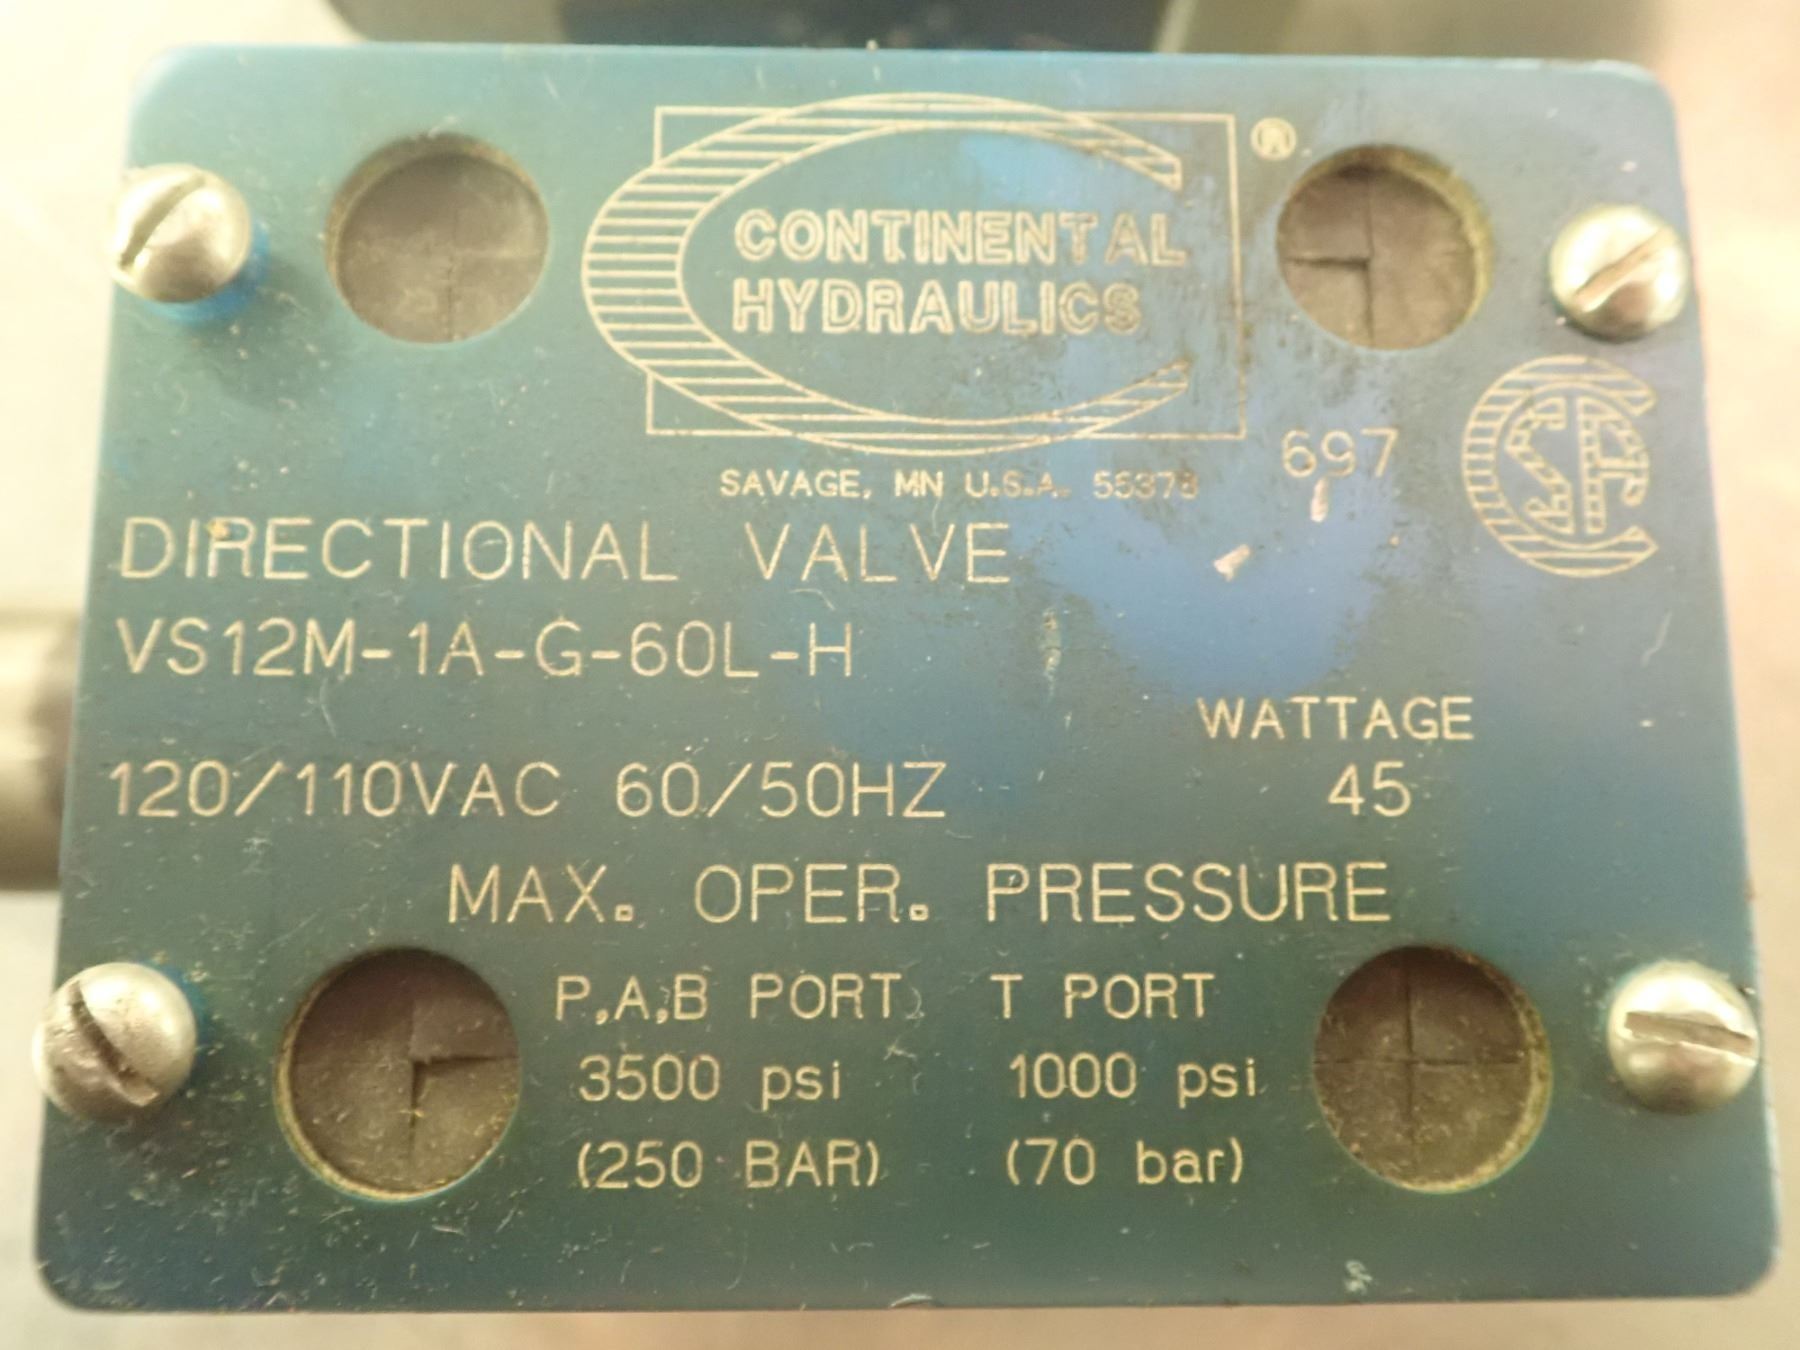 CONTINENTAL ®
HYDRAULICS
SAVAGE, MN U.S.A. 55378
697
DIRECTIONAL VALVE
VS12M-1A-G-60L-H
WATTAGE
120/110VAC 60/50HZ 45
MAX. OPER. PRESSURE
P,A,B PORT T PORT
3500 psi 1000 psi
(250 BAR) (70 bar)